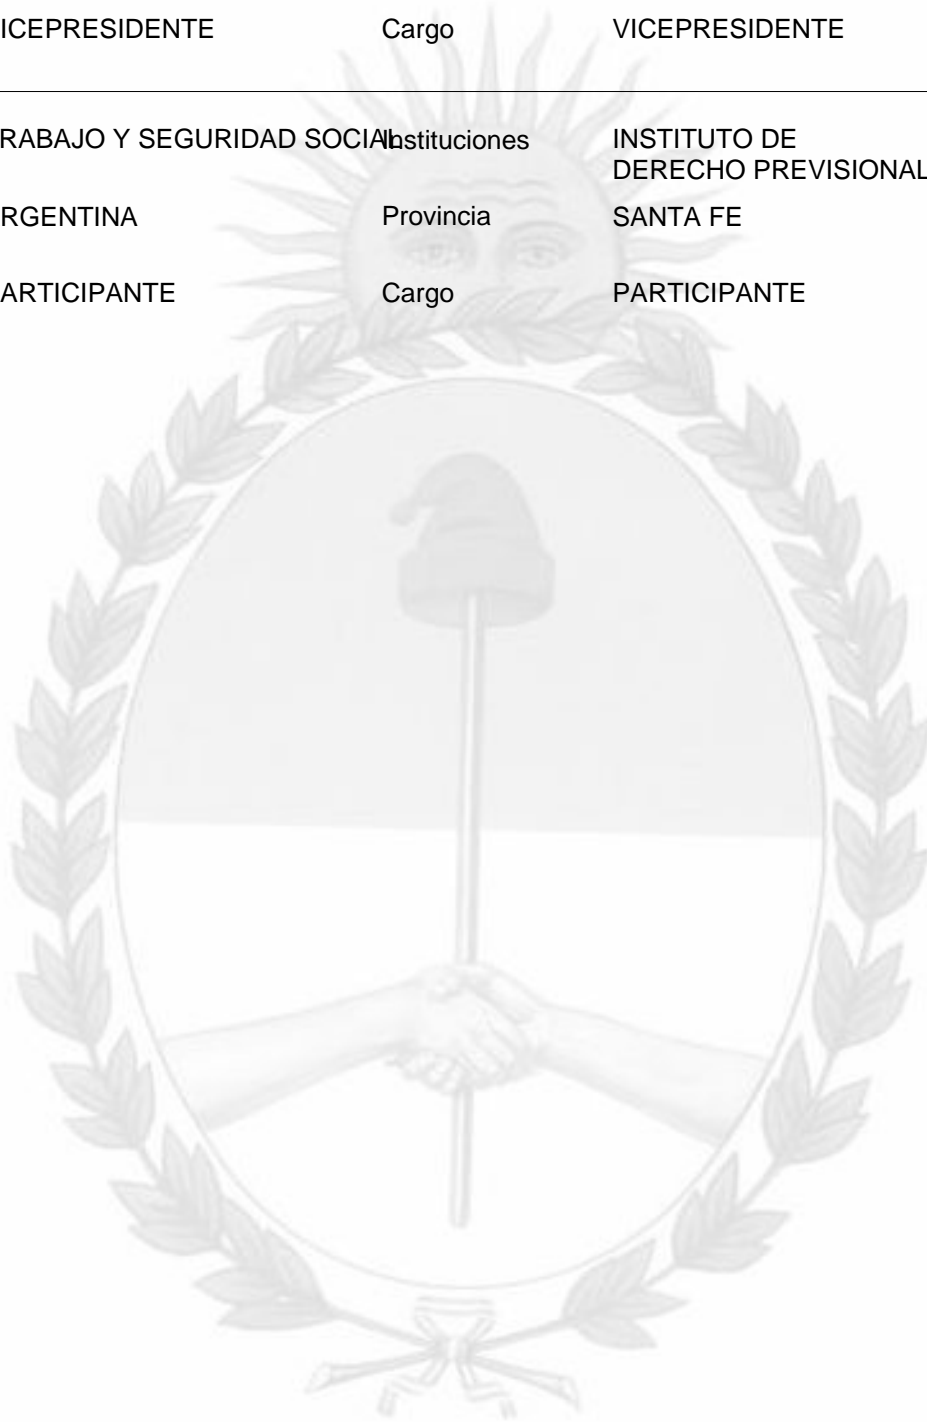 ICEPRESIDENTE Cargo VICEPRESIDENTE
RABAJO Y SEGURIDAD SOCIAL Instituciones INSTITUTO DE
DERECHO PREVISIONAL
RGENTINA Provincia SANTA FE
ARTICIPANTE Cargo PARTICIPANTE